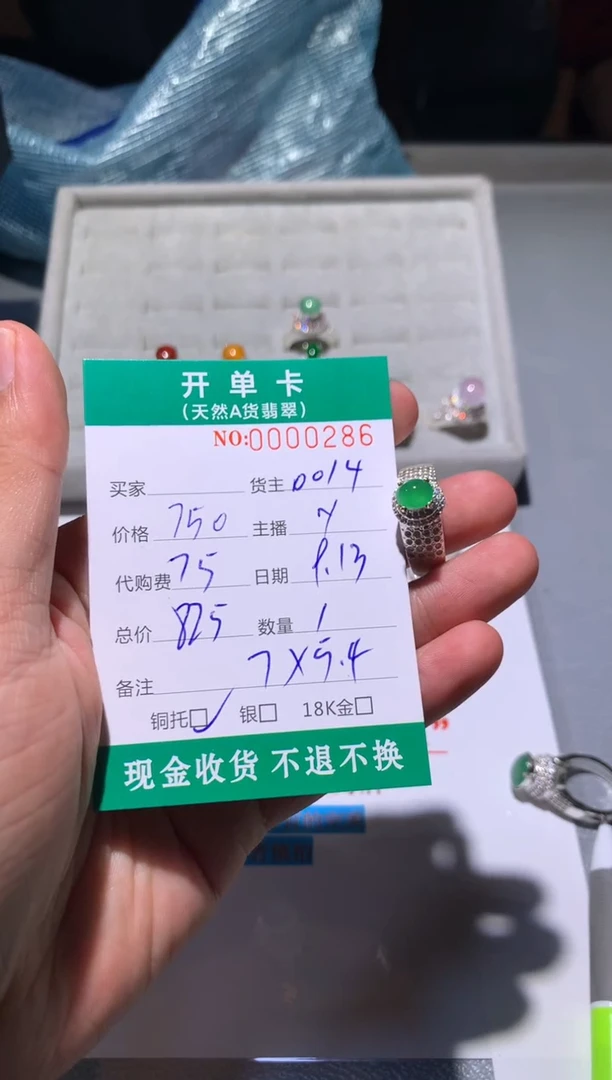 开单卡
(天然A货翡翠)
NO:0000286
买家 货主 0014
价格 750 主播 Y
代购费 75 日期 8.13
总价 825 数量 1
备注 7X5.4
铜托☑ 银☐ 18K金☐
现金收货 不退不换